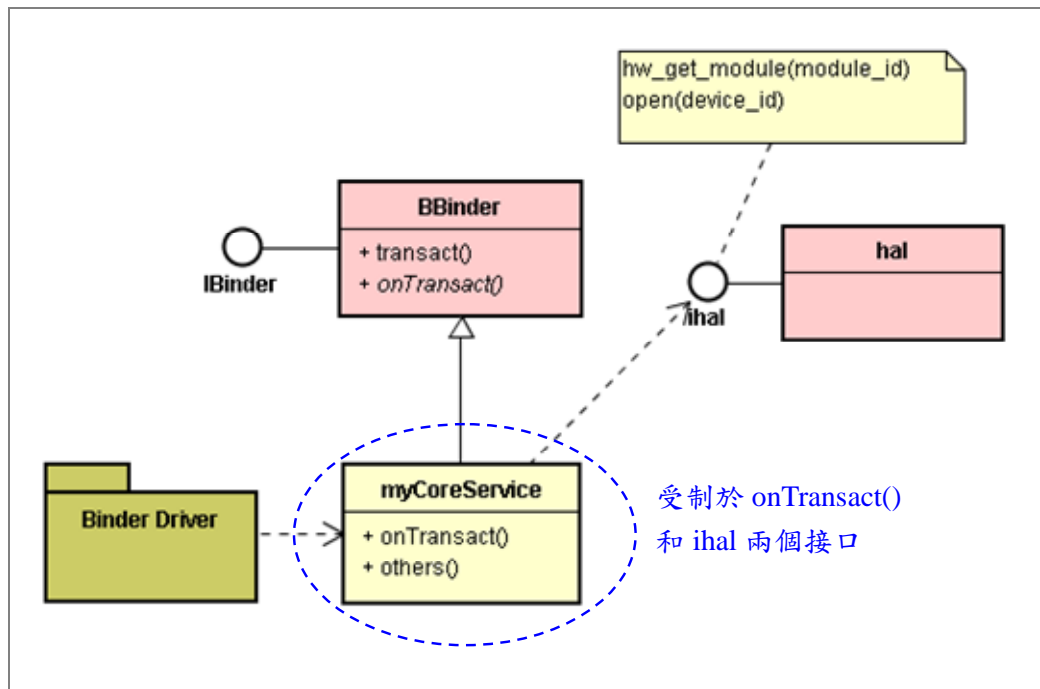 hw_get_module(module_id)
open(device_id)
BBinder
+ transact()
+ onTransact()
IBinder
hal
/ihal
myCoreService
+ onTransact()
+ others()
Binder Driver
受制於 onTransact()
和 ihal 兩個接口